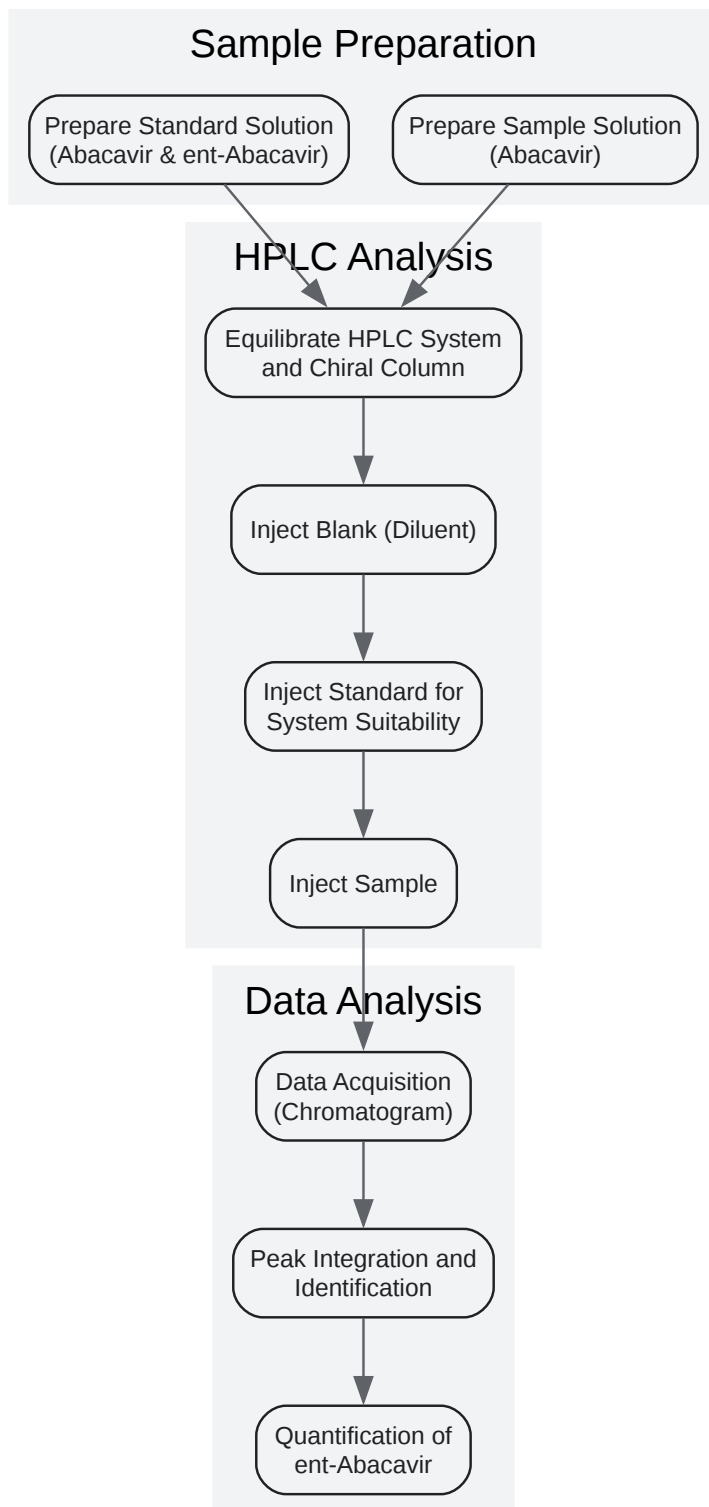 Sample Preparation
Prepare Standard Solution
(Abacavir & ent-Abacavir)
Prepare Sample Solution
(Abacavir)
HPLC Analysis
Equilibrate HPLC System
and Chiral Column
Inject Blank (Diluent)
Inject Standard for
System Suitability
Inject Sample
Data Analysis
Data Acquisition
(Chromatogram)
Peak Integration and
Identification
Quantification of
ent-Abacavir